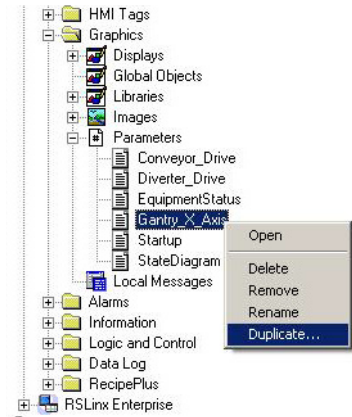 HMI Tags
Graphics
Displays
Global Objects
Libraries
Images
Parameters
Conveyor_Drive
Diverter_Drive
EquipmentStatus
Gantry_X_Axis
Startup
StateDiagram
Local Messages
Alarms
Information
Logic and Control
Data Log
RecipePlus
RSLinx Enterprise
Open
Delete
Remove
Rename
Duplicate...